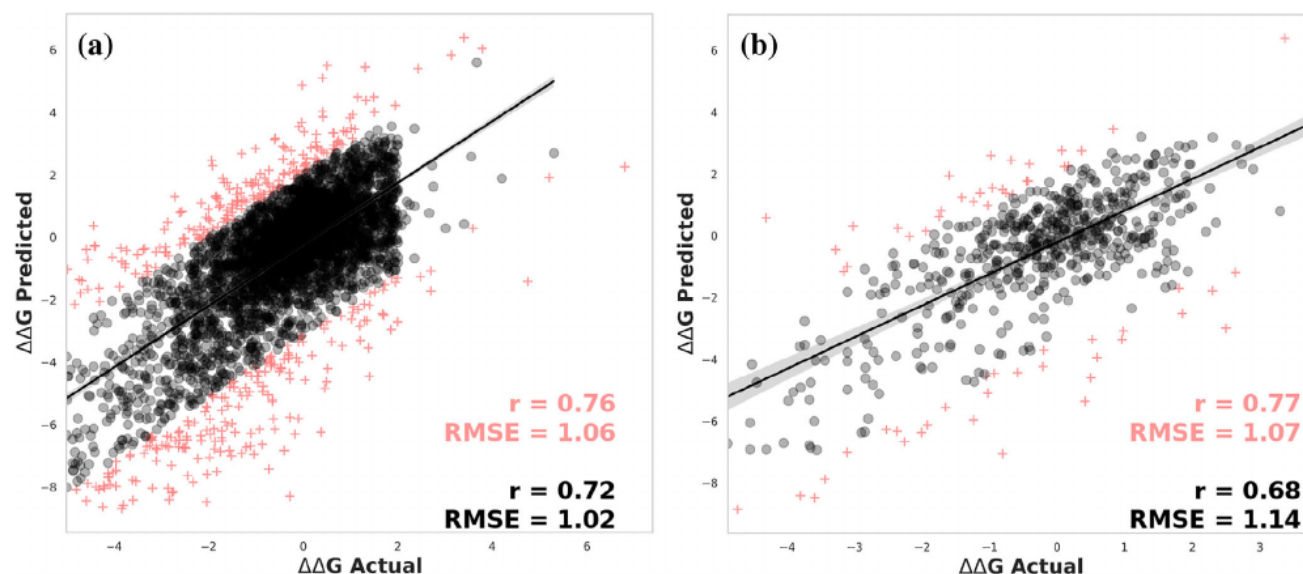 (a)
6
4
2
0
−2
−4
−6
−8
ΔΔG Predicted
−4 −2 0 2 4 6
ΔΔG Actual
r = 0.76
RMSE = 1.06
r = 0.72
RMSE = 1.02
(b)
6
4
2
0
−2
−4
−6
−8
ΔΔG Predicted
−4 −3 −2 −1 0 1 2 3
ΔΔG Actual
r = 0.77
RMSE = 1.07
r = 0.68
RMSE = 1.14